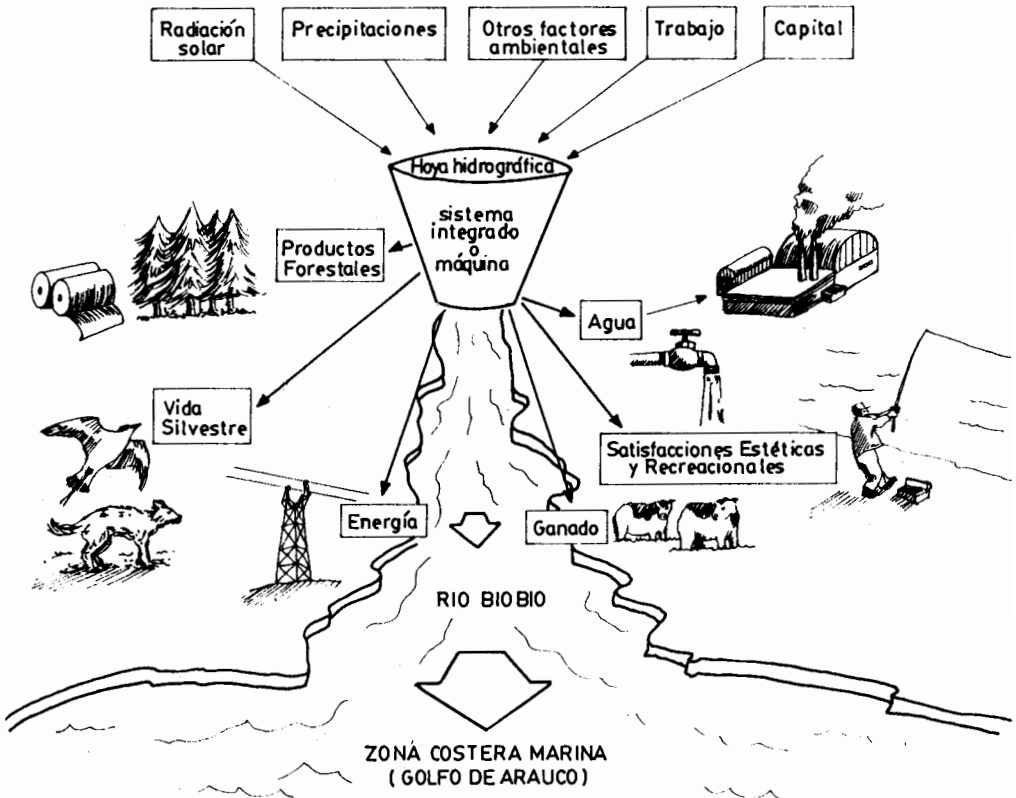 Radiación
solar
Precipitaciones
Otros factores
ambientales
Trabajo
Capital
Hoya hidrográfica
sistema
integrado
o
máquina
Productos
Forestales
Agua
Vida
Silvestre
Satisfacciones Estéticas
y Recreacionales
Energía
Ganado
RIO BIOBIO
ZONA COSTERA MARINA
(GOLFO DE ARAUCO)